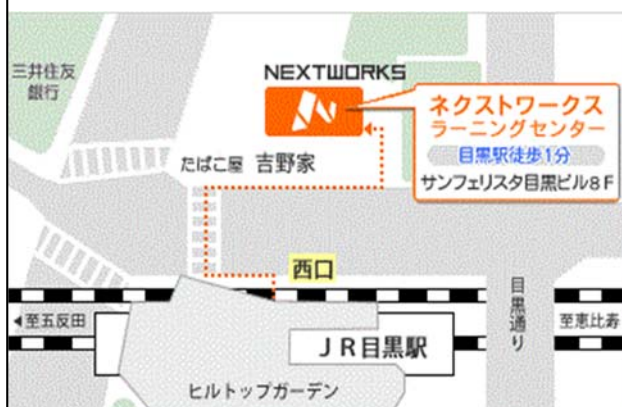 三井住友
銀行
NEXTWORKS
ネクストワークス
ラーニングセンター
目黒駅徒歩1分
サンフェリスタ目黒ビル8F
たばこ屋 吉野家
西口
目黒通り
◀至五反田
至恵比寿
JR目黒駅
ヒルトップガーデン